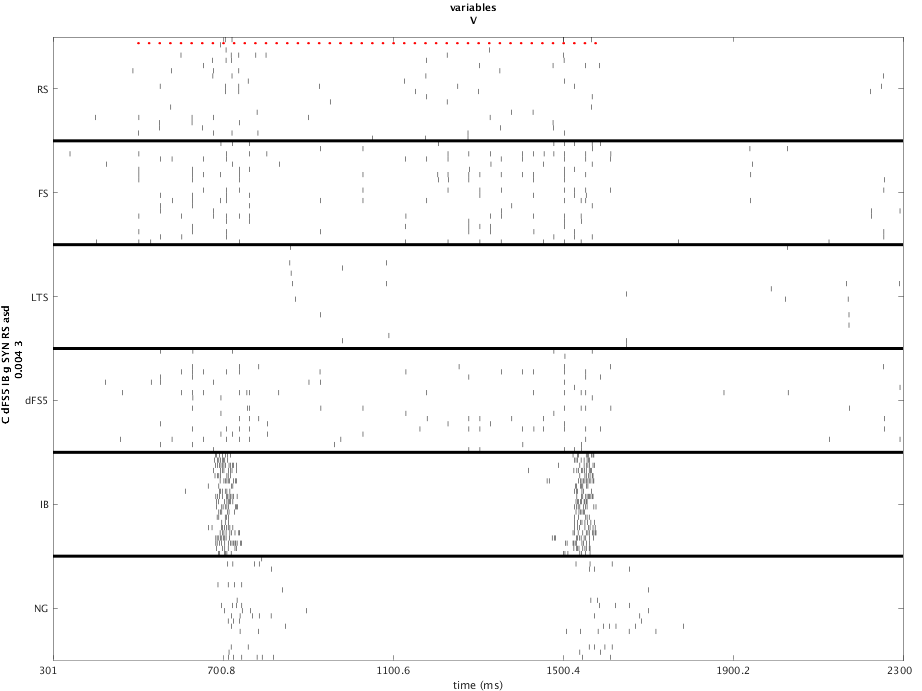 variables
V
RS
FS
LTS
dFS5
IB
NG
C dFS5 IB g SYN RS asd
0.004 3
301
700.8
1100.6
1500.4
1900.2
2300
time (ms)